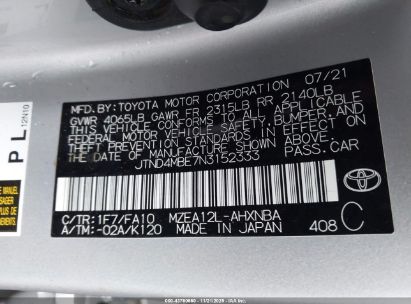 MFD. BY: TOYOTA MOTOR CORPORATION 07/21
GVWR 4065LB GAWR FR 2315LB RR 2140LB
THIS VEHICLE CONFORMS TO ALL APPLICABLE
FEDERAL MOTOR VEHICLE SAFETY, BUMPER, AND
THEFT PREVENTION STANDARDS IN EFFECT ON THE DATE
OF MANUFACTURE SHOWN ABOVE.
JTND4MBE7N3152333 PASS. CAR
C/TR: 1F7/FA10 MZEA12L-AHXNBA
A/TM: -02A/K120 MADE IN JAPAN 408 C
TOYOTA
P L
12N10